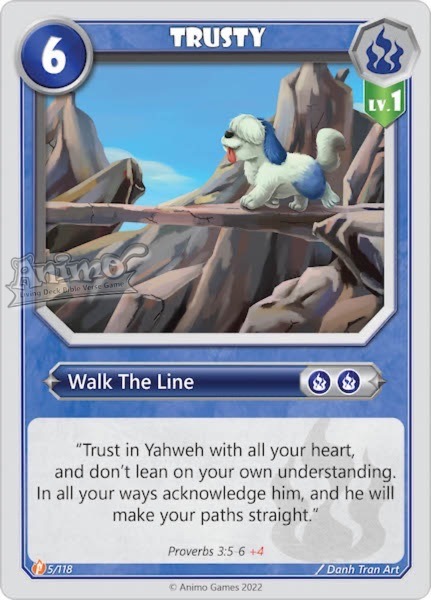 6
TRUSTY
LV.1
Animo
Living Deck Bible Verse Game
Walk The Line
“Trust in Yahweh with all your heart,
and don’t lean on your own understanding.
In all your ways acknowledge him, and he will
make your paths straight.”
Proverbs 3:5-6 +4
5/118
Danh Tran Art
© Animo Games 2022